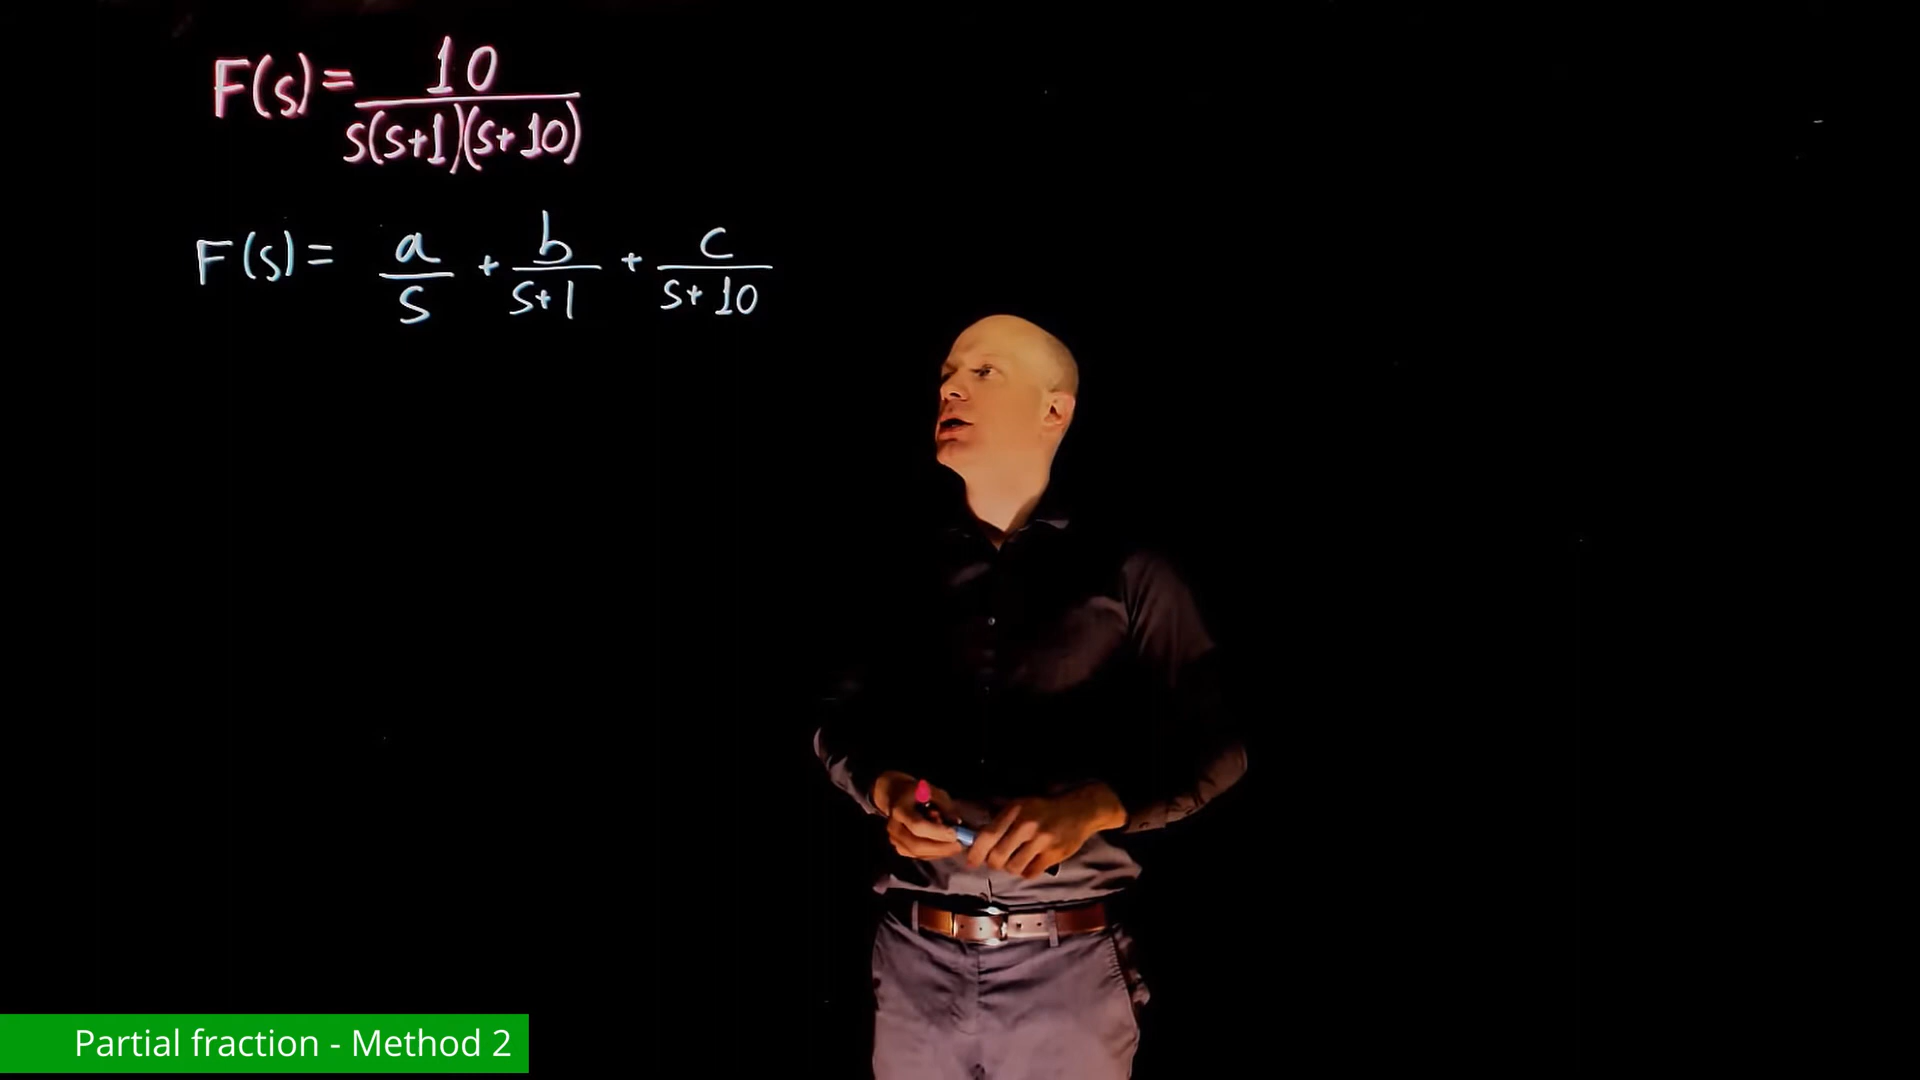 F(s)= 10
s(s+1)(s+10)
F(s)= a/s + b/s+1 + c/s+10
Partial fraction - Method 2